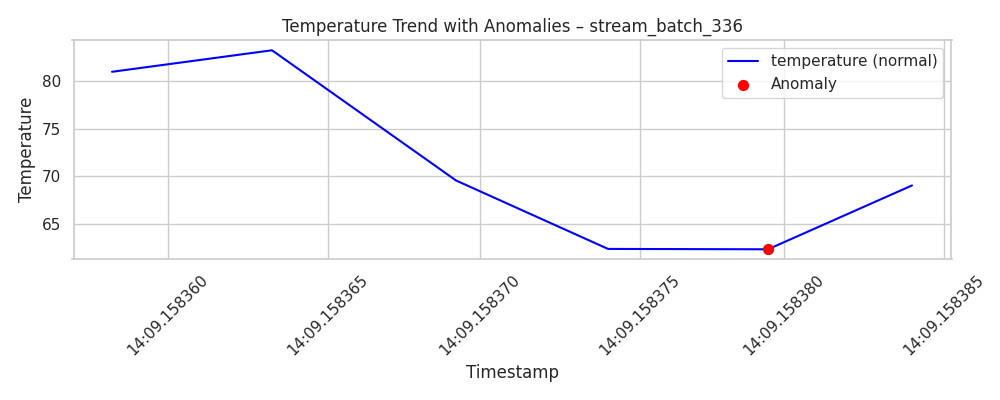 Temperature Trend with Anomalies – stream_batch_336
temperature (normal)
Anomaly
Temperature
80
75
70
65
14:09.158360
14:09.158365
14:09.158370
14:09.158375
14:09.158380
14:09.158385
Timestamp